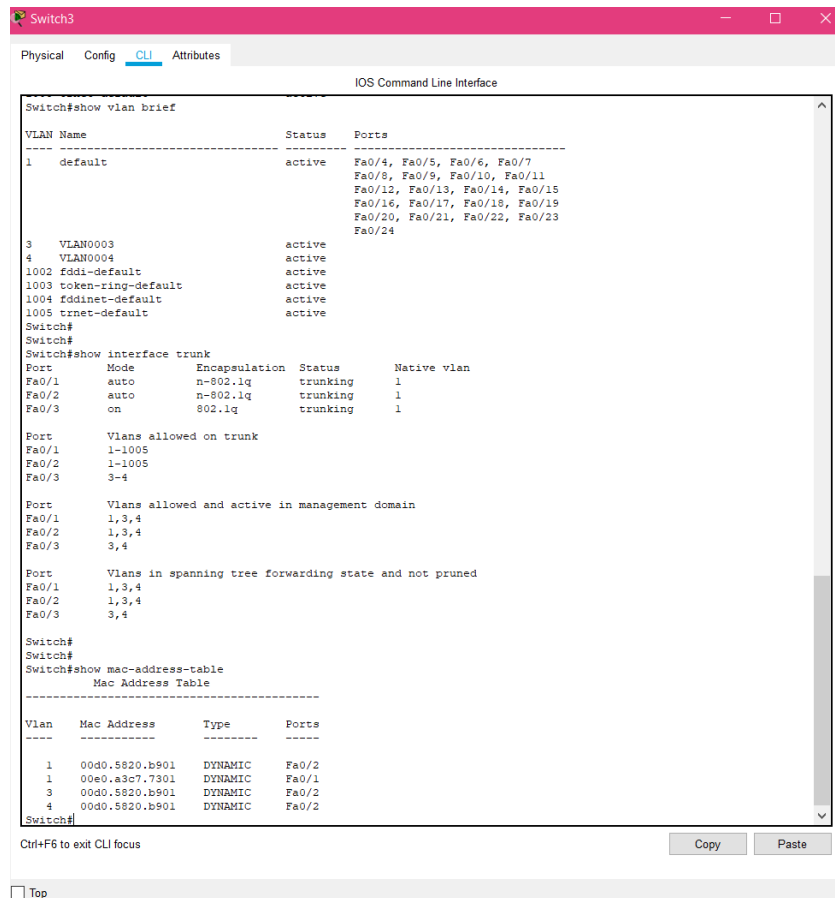 Switch3
Physical Config CLI Attributes
IOS Command Line Interface
Switch#show vlan brief
VLAN Name Status Ports
---- -------------------------------- --------- -------------------------------
1 default active Fa0/4, Fa0/5, Fa0/6, Fa0/7
Fa0/8, Fa0/9, Fa0/10, Fa0/11
Fa0/12, Fa0/13, Fa0/14, Fa0/15
Fa0/16, Fa0/17, Fa0/18, Fa0/19
Fa0/20, Fa0/21, Fa0/22, Fa0/23
Fa0/24
3 VLAN0003 active
4 VLAN0004 active
1002 fddi-default active
1003 token-ring-default active
1004 fddinet-default active
1005 trnet-default active
Switch#
Switch#
Switch#show interface trunk
Port Mode Encapsulation Status Native vlan
Fa0/1 auto n-802.1q trunking 1
Fa0/2 auto n-802.1q trunking 1
Fa0/3 on 802.1q trunking 1
Port Vlans allowed on trunk
Fa0/1 1-1005
Fa0/2 1-1005
Fa0/3 3-4
Port Vlans allowed and active in management domain
Fa0/1 1,3,4
Fa0/2 1,3,4
Fa0/3 3,4
Port Vlans in spanning tree forwarding state and not pruned
Fa0/1 1,3,4
Fa0/2 1,3,4
Fa0/3 3,4
Switch#
Switch#
Switch#show mac-address-table
Mac Address Table
-------------------------------------------
Vlan Mac Address Type Ports
---- ----------- -------- -----
1 00d0.5820.b901 DYNAMIC Fa0/2
1 00e0.a3c7.7301 DYNAMIC Fa0/1
3 00d0.5820.b901 DYNAMIC Fa0/2
4 00d0.5820.b901 DYNAMIC Fa0/2
Switch#
Ctrl+F6 to exit CLI focus Copy Paste
Top